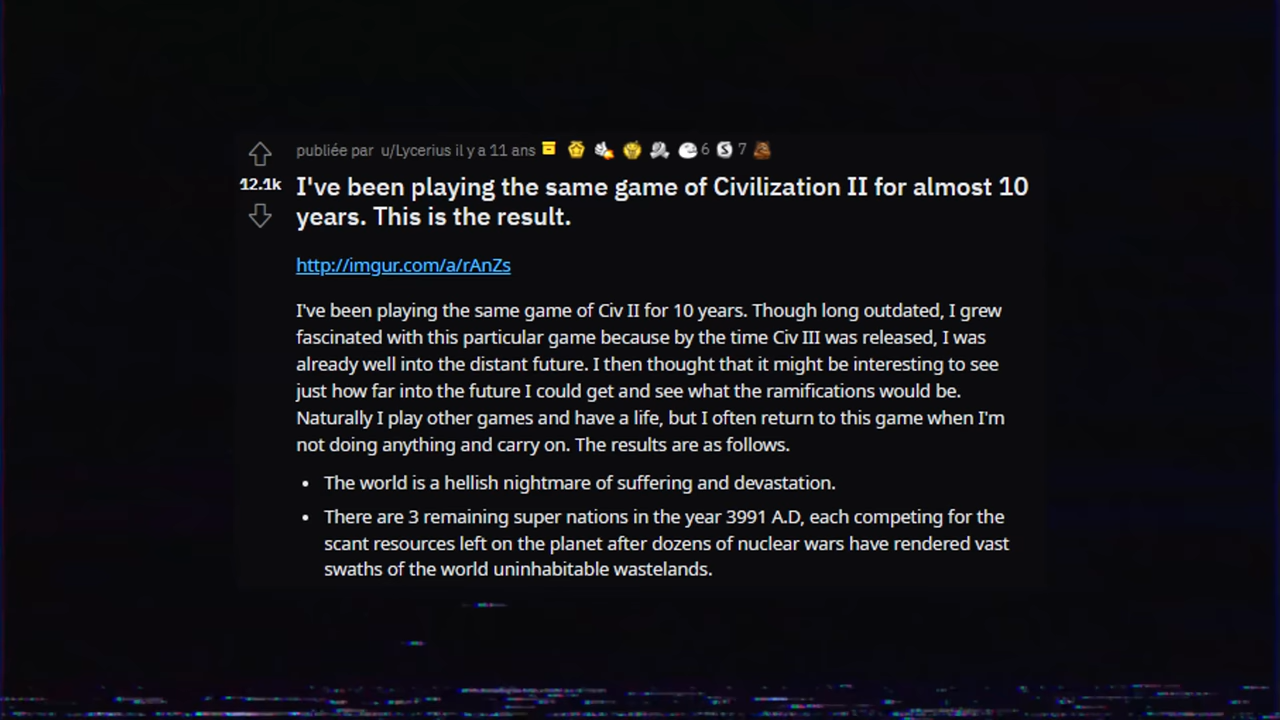 publiée par u/Lycerius il y a 11 ans 6 7
12.1k
I've been playing the same game of Civilization II for almost 10
years. This is the result.
http://imgur.com/a/rAnZs
I've been playing the same game of Civ II for 10 years. Though long outdated, I grew
fascinated with this particular game because by the time Civ III was released, I was
already well into the distant future. I then thought that it might be interesting to see
just how far into the future I could get and see what the ramifications would be.
Naturally I play other games and have a life, but I often return to this game when I'm
not doing anything and carry on. The results are as follows.
• The world is a hellish nightmare of suffering and devastation.
• There are 3 remaining super nations in the year 3991 A.D, each competing for the
scant resources left on the planet after dozens of nuclear wars have rendered vast
swaths of the world uninhabitable wastelands.